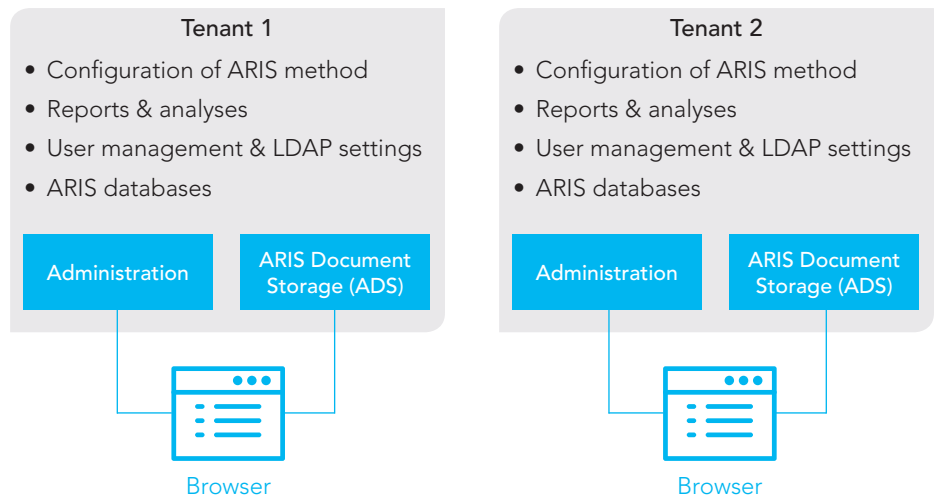 Tenant 1
• Configuration of ARIS method
• Reports & analyses
• User management & LDAP settings
• ARIS databases
Administration
ARIS Document
Storage (ADS)
Browser
Tenant 2
• Configuration of ARIS method
• Reports & analyses
• User management & LDAP settings
• ARIS databases
Administration
ARIS Document
Storage (ADS)
Browser